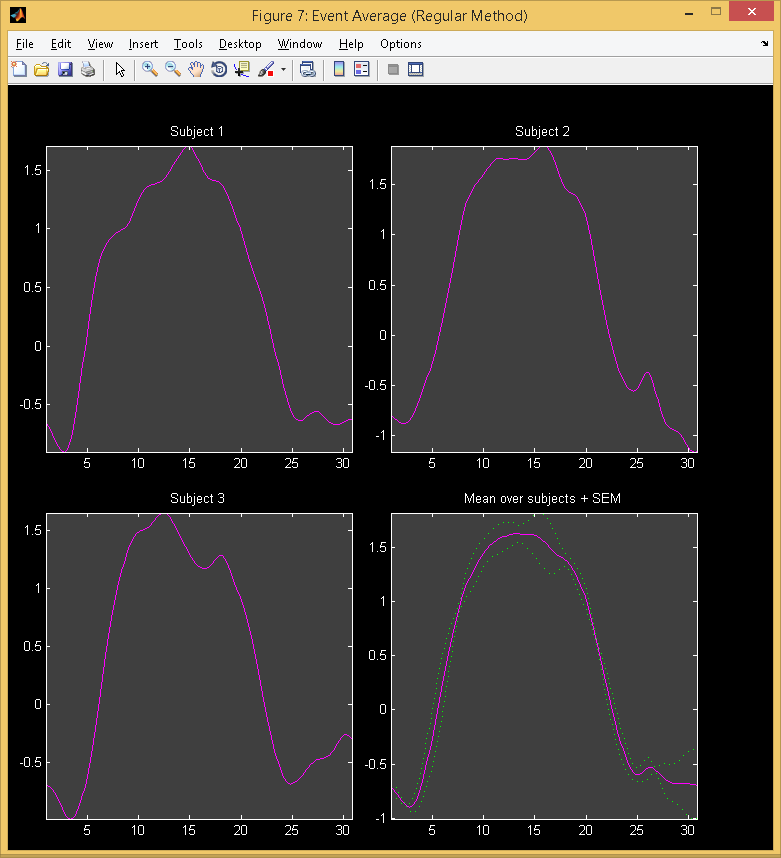 Figure 7: Event Average (Regular Method)
File Edit View Insert Tools Desktop Window Help Options
Subject 1
1.5
1
0.5
0
-0.5
5 10 15 20 25 30
Subject 2
1.5
1
0.5
0
-0.5
-1
5 10 15 20 25 30
Subject 3
1.5
1
0.5
0
-0.5
5 10 15 20 25 30
Mean over subjects + SEM
1.5
1
0.5
0
-0.5
-1
5 10 15 20 25 30